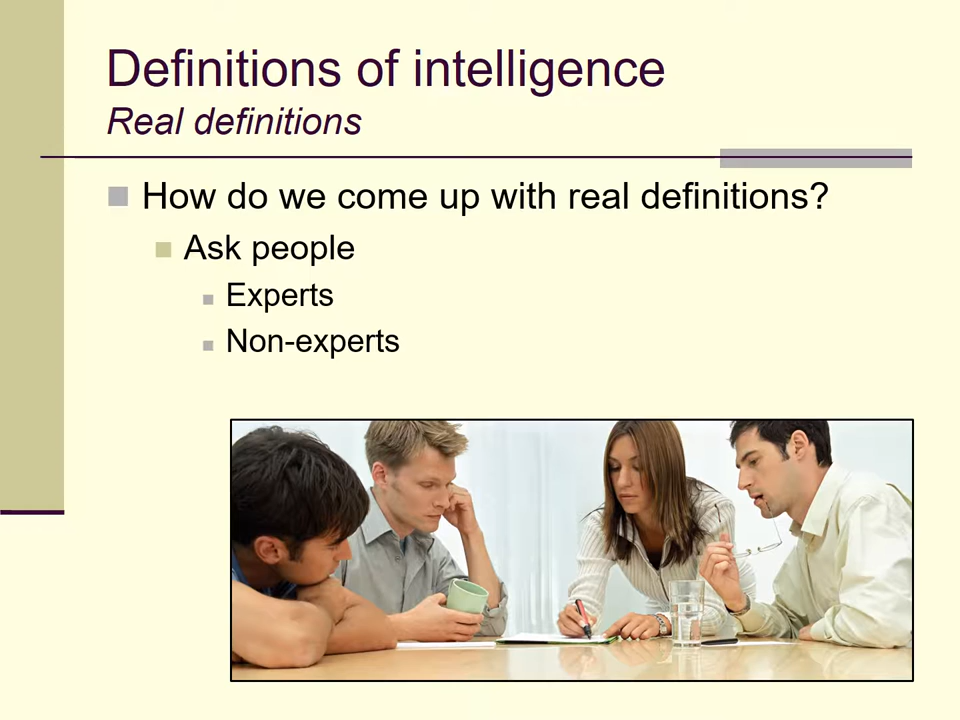 Definitions of intelligence
Real definitions
How do we come up with real definitions?
Ask people
Experts
Non-experts